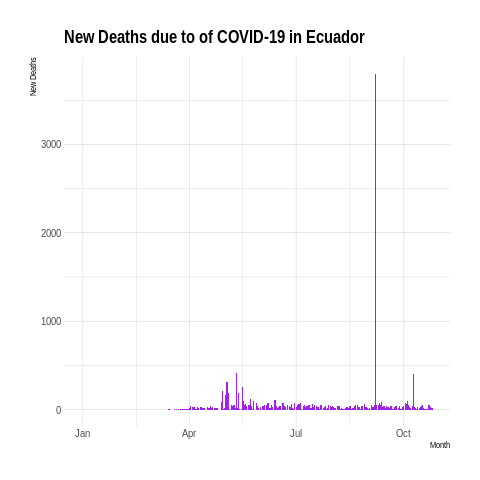 New Deaths due to of COVID-19 in Ecuador
New Deaths
3000
2000
1000
0
Jan Apr Jul Oct
Month